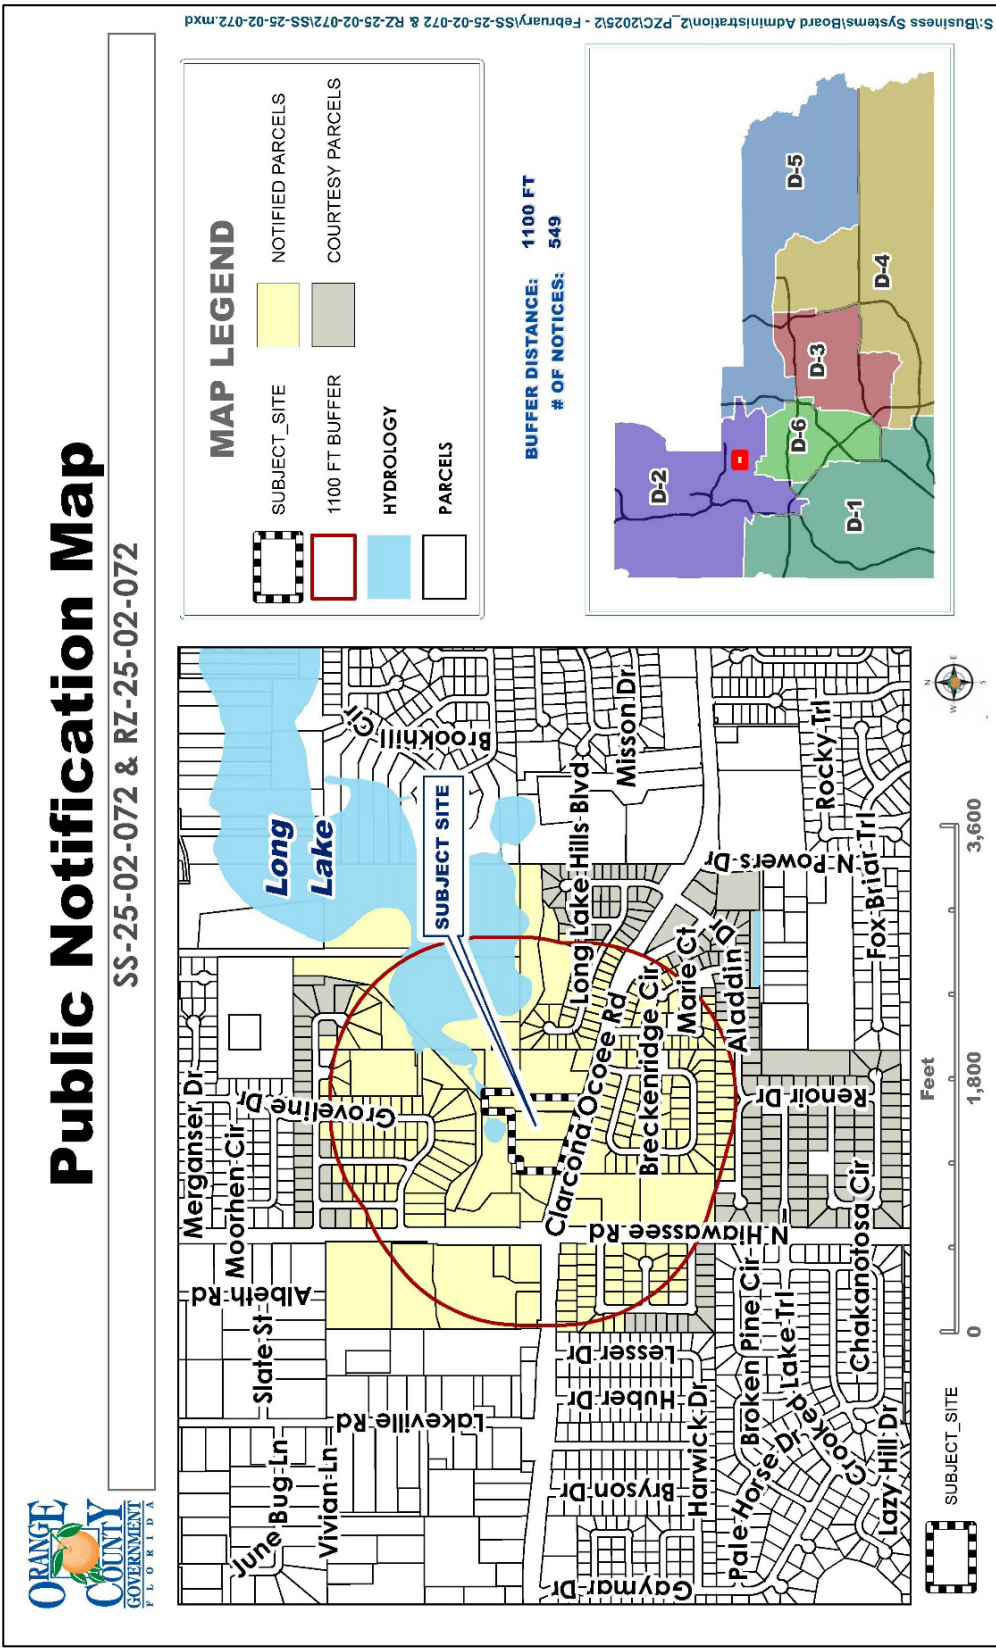 ORANGE
COUNTY
GOVERNMENT
FLORIDA
Public Notification Map
SS-25-02-072 & RZ-25-02-072
Merganser Dr
Moorhen Cir
Groveline Dr
Albeth Rd
Slate St
June Bug Ln
Vivian Ln
Lakeville Rd
Long
Lake
Brookhill Cir
SUBJECT SITE
Clarcona Ocoee Rd
Long Lake Hills Blvd
Misson Dr
Breckenridge Cir
Marie Ct
Aladdin Dr
N Powers Dr
N Hiawassee Rd
Lesser Dr
Huber Dr
Bryson Dr
Gaymar Dr
Harwick Dr
Pale Horse Dr
Broken Pine Cir
Crooked Lake Trl
Lazy Hill Dr
Chakanotosa Cir
Renoir Dr
Rocky Trl
Fox Briar Trl
SUBJECT_SITE
Feet
0
1,800
3,600
N
W
E
S
MAP LEGEND
SUBJECT_SITE
NOTIFIED PARCELS
1100 FT BUFFER
COURTESY PARCELS
HYDROLOGY
PARCELS
BUFFER DISTANCE: 1100 FT
# OF NOTICES: 549
D-2
D-5
D-3
D-6
D-4
D-1
S:\Business\Systems\Board Administration\2_PZC\2025\2 - February\SS-25-02-072 & RZ-25-02-072\SS-25-02-072.mxd